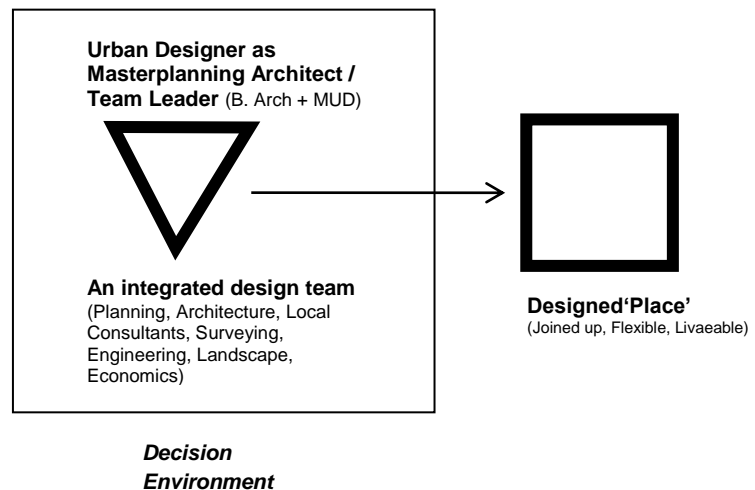 Urban Designer as
Masterplanning Architect /
Team Leader (B. Arch + MUD)
An integrated design team
(Planning, Architecture, Local
Consultants, Surveying,
Engineering, Landscape,
Economics)
Designed‘Place’
(Joined up, Flexible, Livaeable)
Decision
Environment